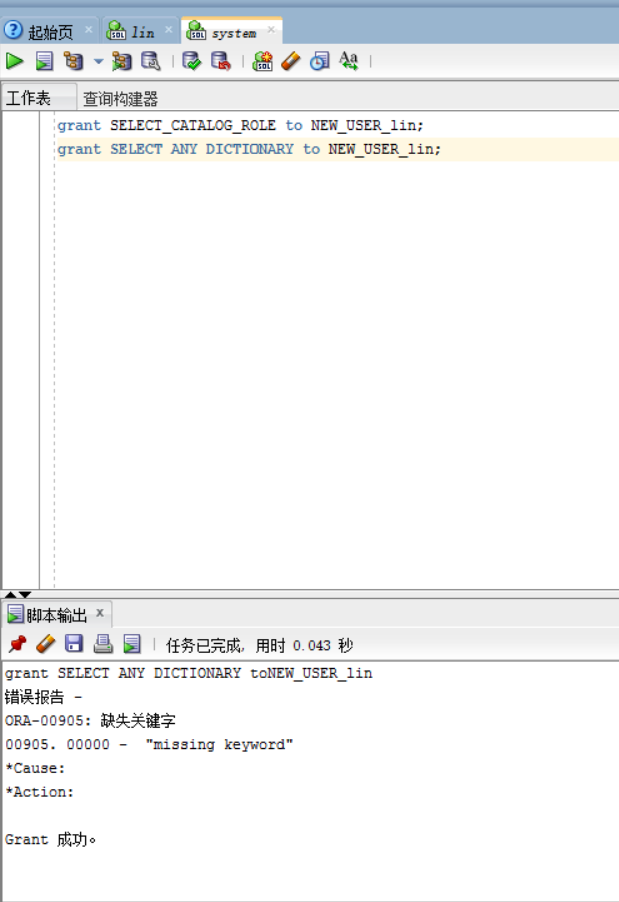 起始页 lin system
工作表 查询构建器
grant SELECT_CATALOG_ROLE to NEW_USER_lin;
grant SELECT ANY DICTIONARY to NEW_USER_lin;
脚本输出
任务已完成, 用时 0.043 秒
grant SELECT ANY DICTIONARY toNEW_USER_lin
错误报告 -
ORA-00905: 缺失关键字
00905. 00000 -  "missing keyword"
*Cause:
*Action:
Grant 成功。